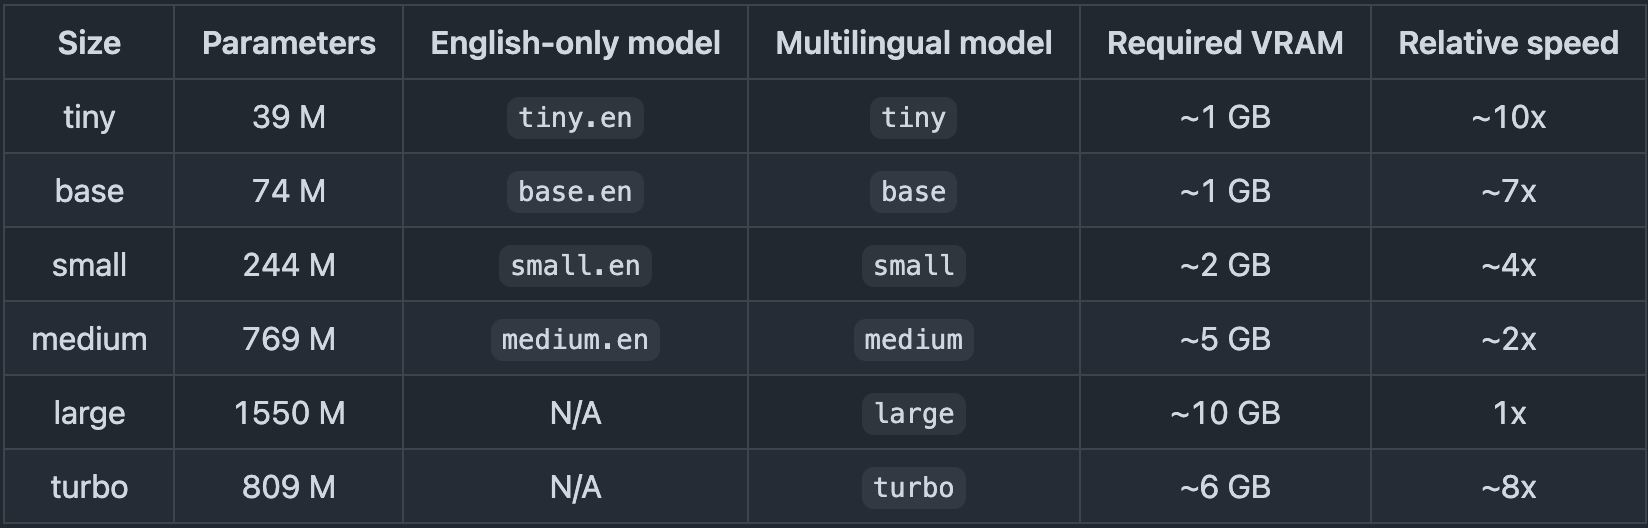 Size Parameters English-only model Multilingual model Required VRAM Relative speed
tiny 39 M tiny.en tiny ~1 GB ~10x
base 74 M base.en base ~1 GB ~7x
small 244 M small.en small ~2 GB ~4x
medium 769 M medium.en medium ~5 GB ~2x
large 1550 M N/A large ~10 GB 1x
turbo 809 M N/A turbo ~6 GB ~8x